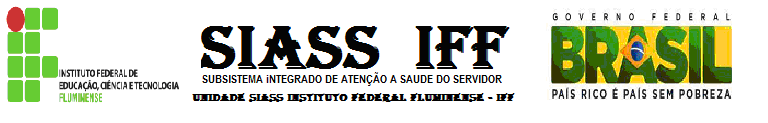 INSTITUTO FEDERAL DE
EDUCAÇÃO, CIÊNCIA E TECNOLOGIA
FLUMINENSE
SIASS IFF
SUBSISTEMA iNTEGRADO DE ATENÇÃO A SAUDE DO SERVIDOR
UNIDADE SIASS INSTITUTO FEDERAL FLUMINENSE - IFF
GOVERNO FEDERAL
BRASIL
PAÍS RICO É PAÍS SEM POBREZA